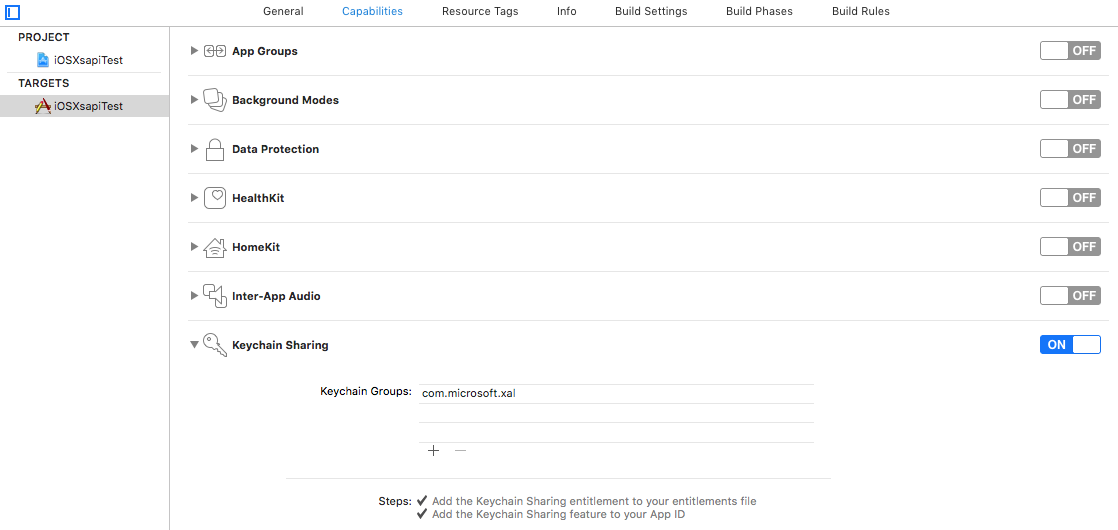 General Capabilities Resource Tags Info Build Settings Build Phases Build Rules
PROJECT
iOSXsapiTest
TARGETS
iOSXsapiTest
App Groups OFF
Background Modes OFF
Data Protection OFF
HealthKit OFF
HomeKit OFF
Inter-App Audio OFF
Keychain Sharing ON
Keychain Groups: com.microsoft.xal
Steps: ✔ Add the Keychain Sharing entitlement to your entitlements file
✔ Add the Keychain Sharing feature to your App ID